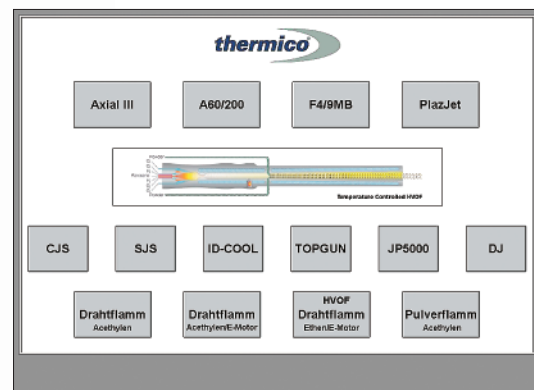 thermico
Axial III
A60/200
F4/9MB
PlazJet
Temperature Controlled HVOF
CJS
SJS
ID-COOL
TOPGUN
JP5000
DJ
Drahtflamm
Acethylen
Drahtflamm
Acethylen/E-Motor
HVOF
Drahtflamm
Ethen/E-Motor
Pulverflamm
Acethylen